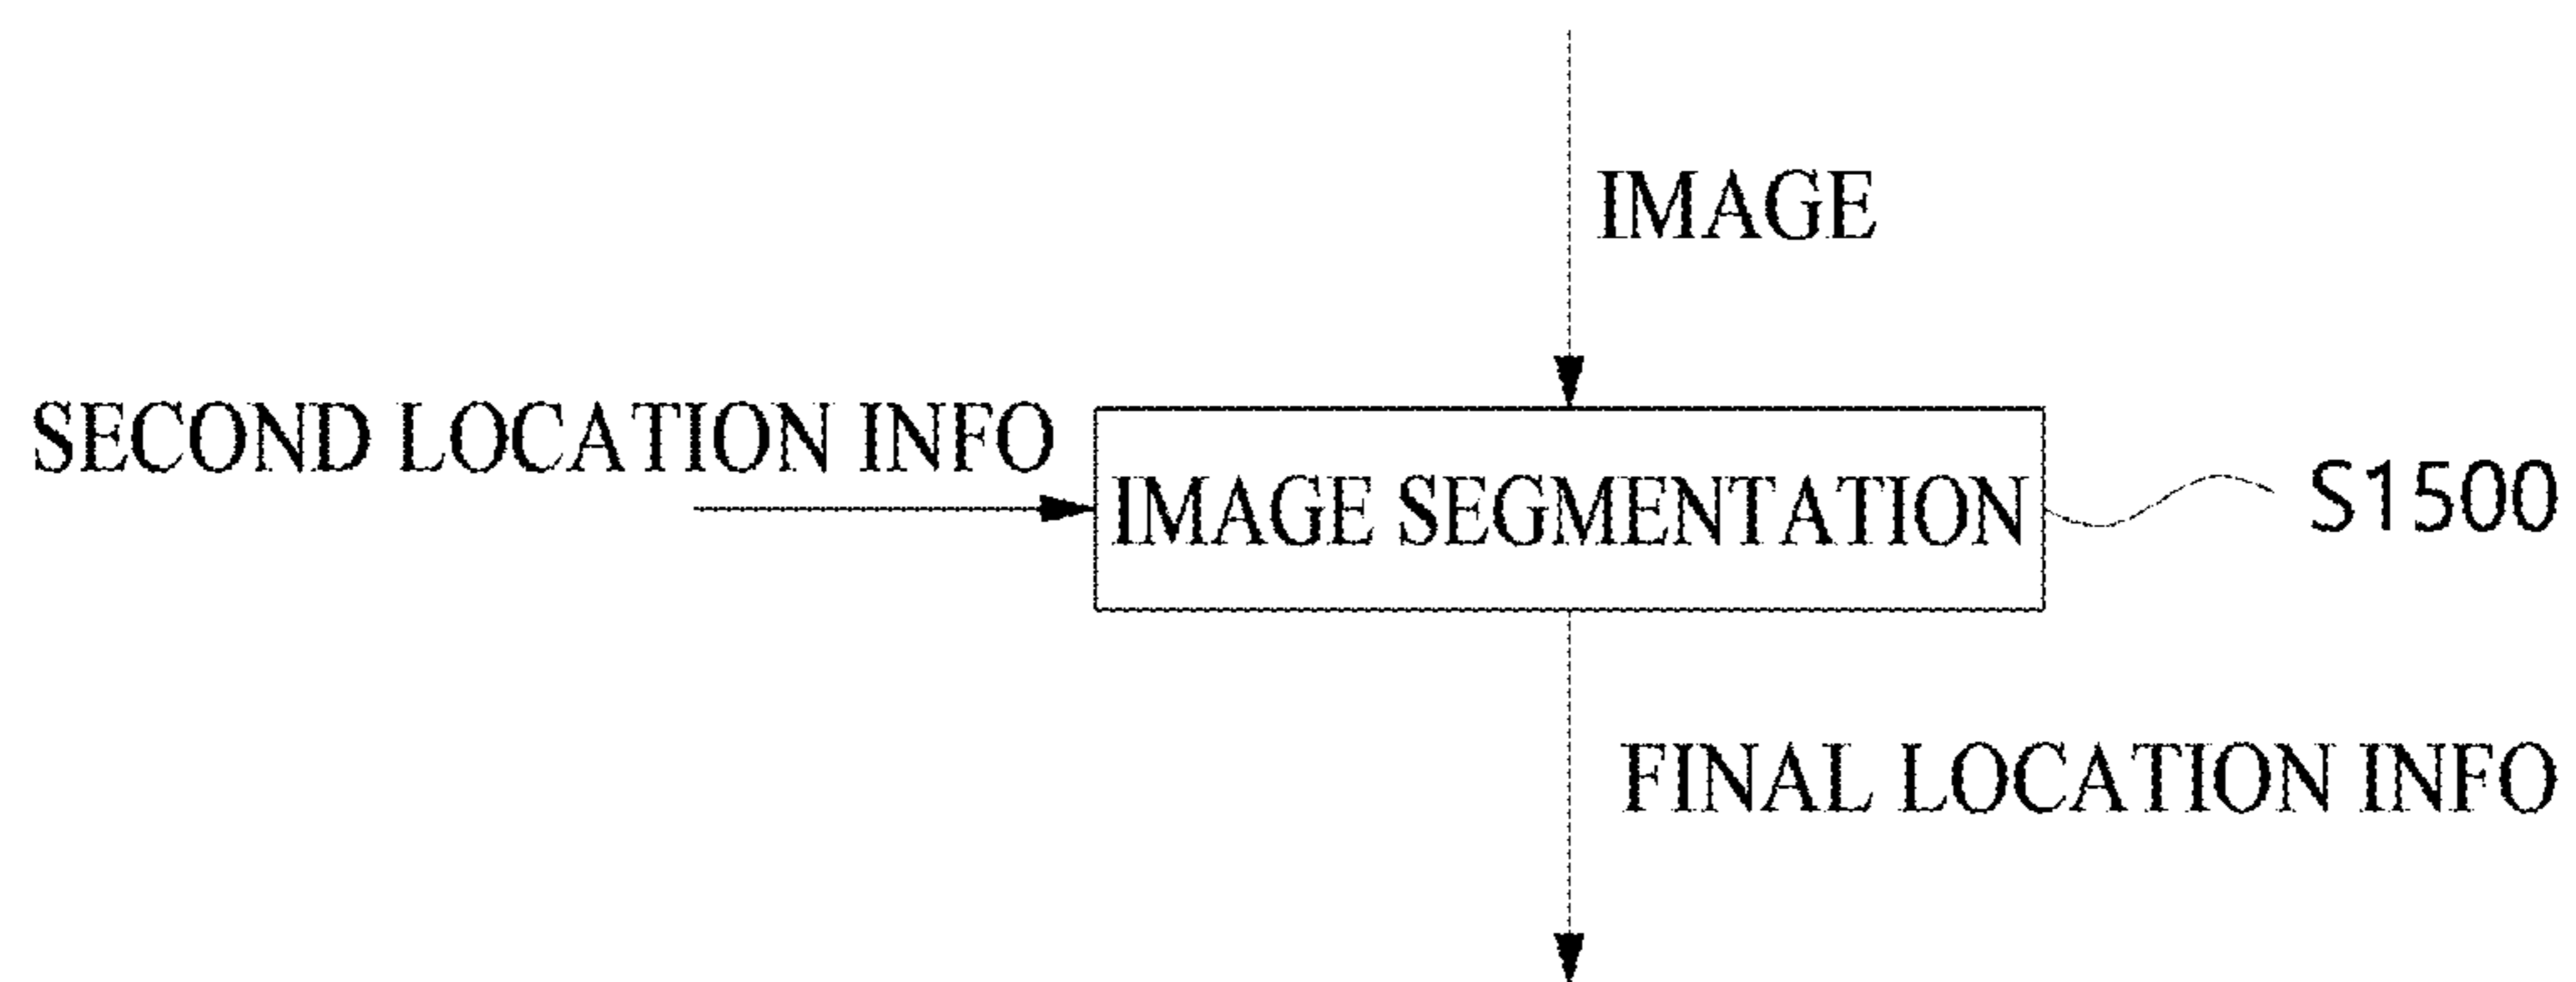 IMAGE
SECOND LOCATION INFO
IMAGE SEGMENTATION
S1500
FINAL LOCATION INFO